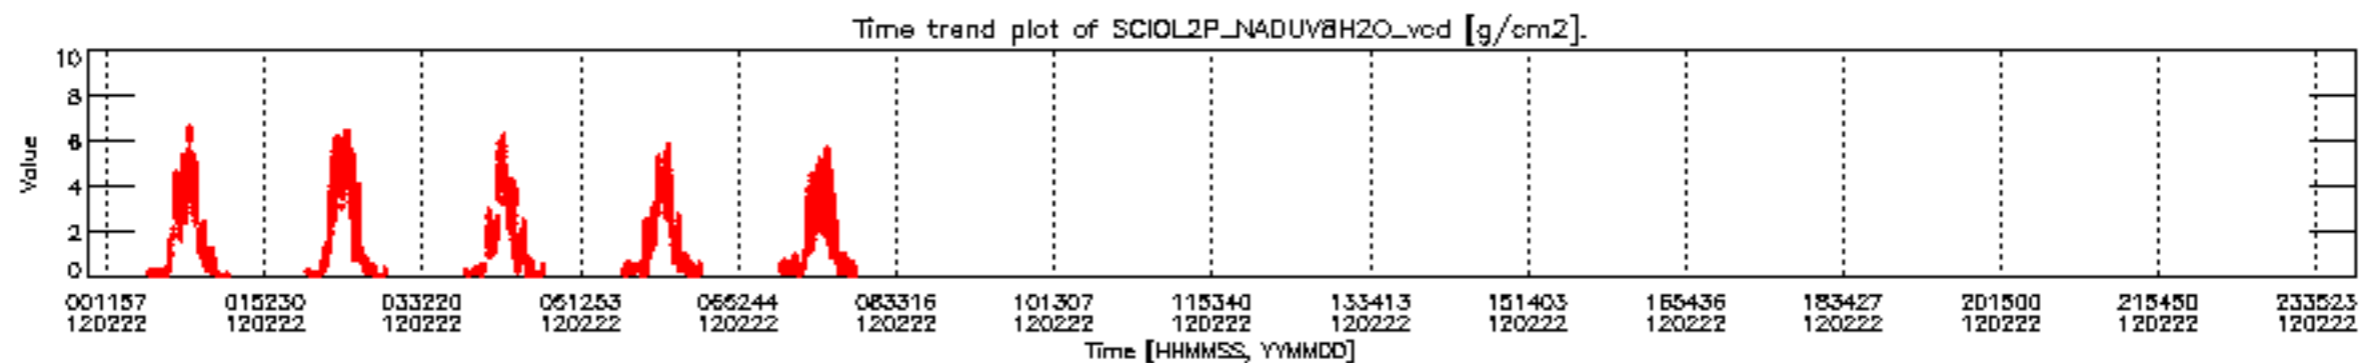 Time trend plot of SCIOL2P_NADUV8H2O_vcd [g/cm2].
10
8
6
4
2
0
Value
001157 015230 033220 051253 065244 083316 101307 115340 133413 151403 165436 183427 201500 215450 233523
120222 120222 120222 120222 120222 120222 120222 120222 120222 120222 120222 120222 120222 120222 120222
Time [HHMMSS, YYMMDD]